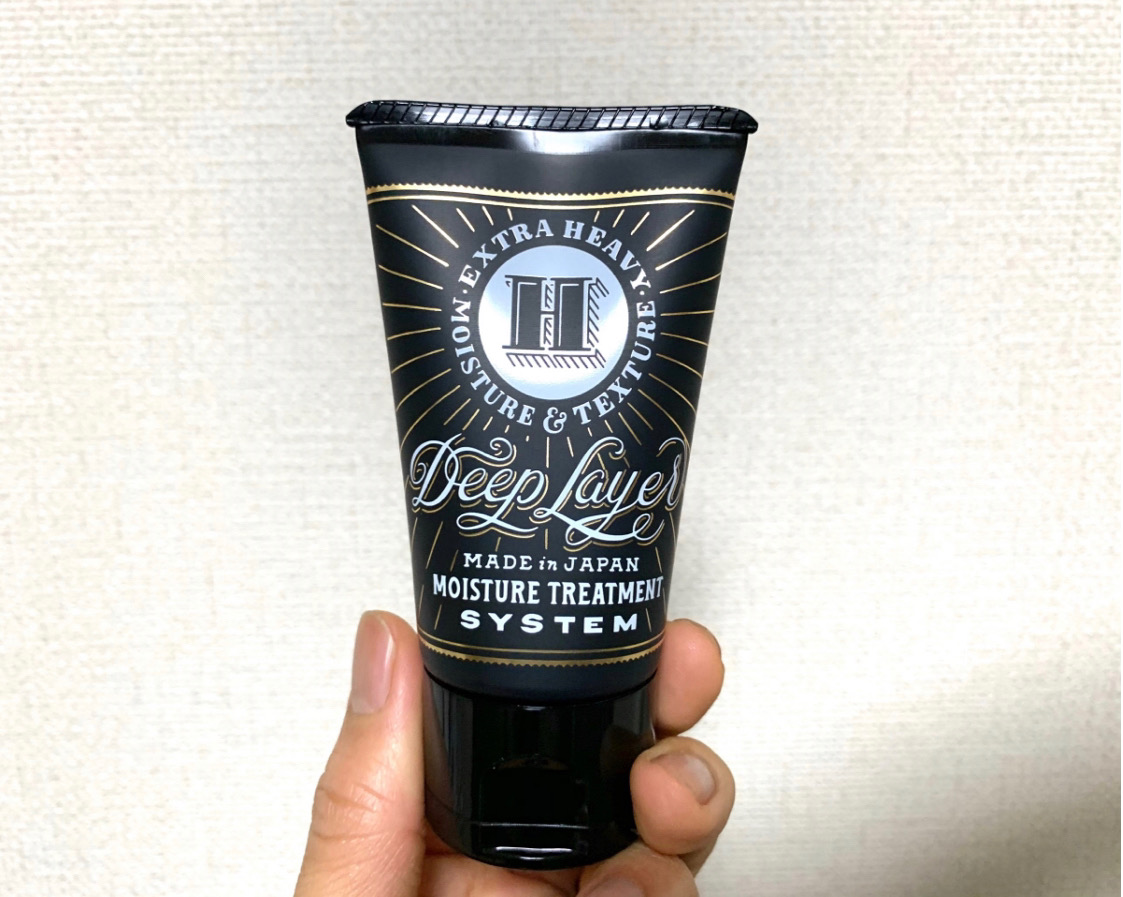 EXTRA HEAVY
H
MOISTURE & TEXTURE
Deep Layer
MADE in JAPAN
MOISTURE TREATMENT
SYSTEM